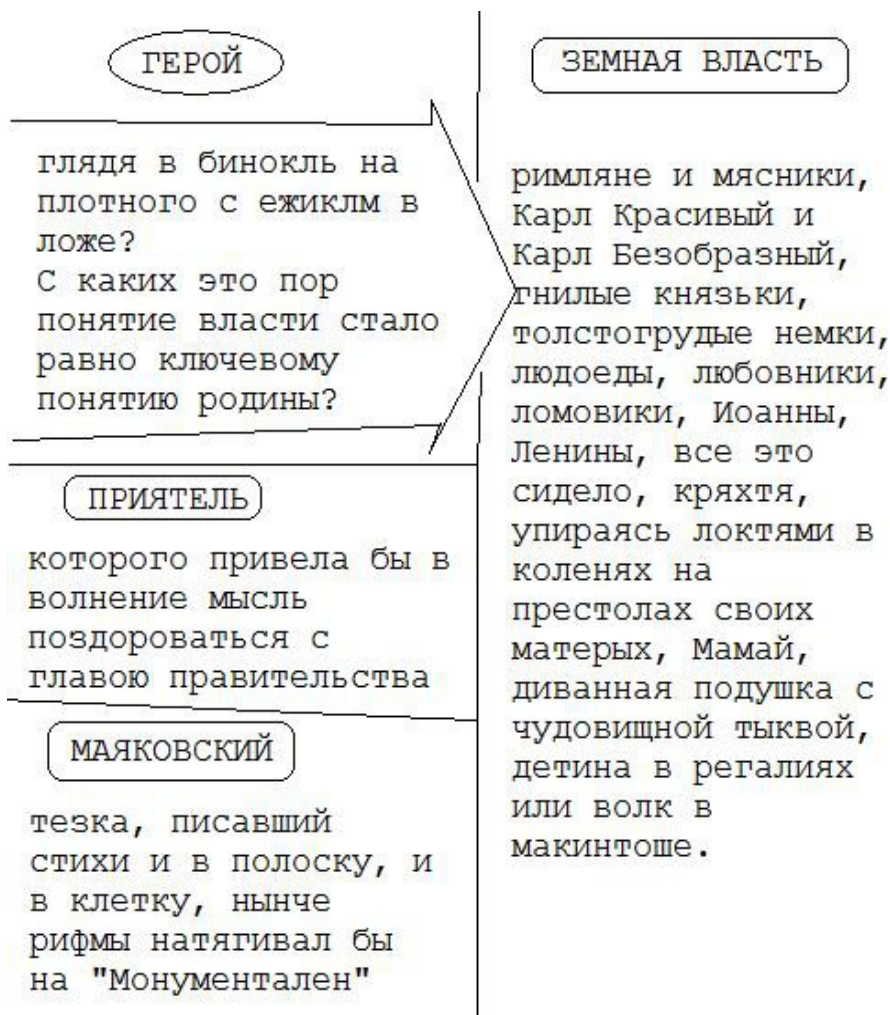 ГЕРОЙ
глядя в бинокль на
плотного с ежиклм в
ложе?
С каких это пор
понятие власти стало
равно ключевому
понятию родины?
ПРИЯТЕЛЬ
которого привела бы в
волнение мысль
поздороваться с
главою правительства
МАЯКОВСКИЙ
тезка, писавший
стихи и в полоску, и
в клетку, нынче
рифмы натягивал бы
на "Монументален"
ЗЕМНАЯ ВЛАСТЬ
римляне и мясники,
Карл Красивый и
Карл Безобразный,
гнилые князьки,
толстогрудые немки,
людоеды, любовники,
ломовики, Иоанны,
Ленины, все это
сидело, кряхтя,
упираясь локтями в
коленях на
престолах своих
матерых, Мамай,
диванная подушка с
чудовищной тыквой,
детина в регалиях
или волк в
макинтоше.